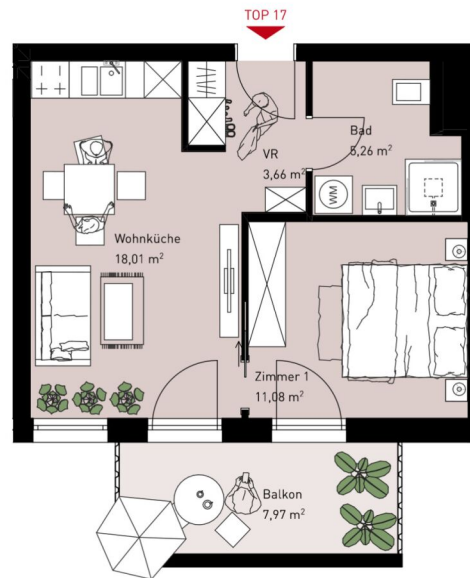 TOP 17
VR
3,66 m²
Bad
5,26 m²
WM
Wohnküche
18,01 m²
Zimmer 1
11,08 m²
Balkon
7,97 m²